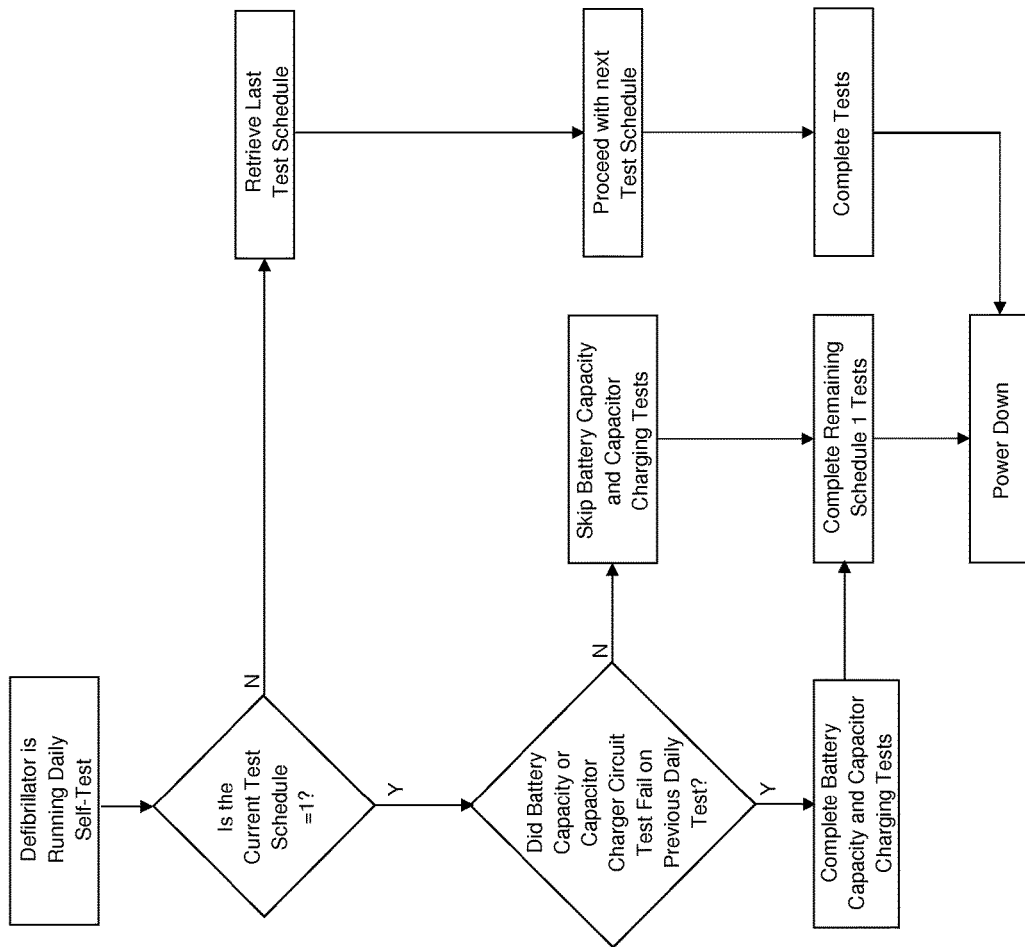 Defibrillator is
Running Daily
Self-Test
Is the
Current Test
Schedule
=1?
N
Y
Retrieve Last
Test Schedule
Did Battery
Capacity or
Capacitor
Charger Circuit
Test Fail on
Previous Daily
Test?
N
Y
Skip Battery Capacity
and Capacitor
Charging Tests
Proceed with next
Test Schedule
Complete Battery
Capacity and Capacitor
Charging Tests
Complete Remaining
Schedule 1 Tests
Complete Tests
Power Down